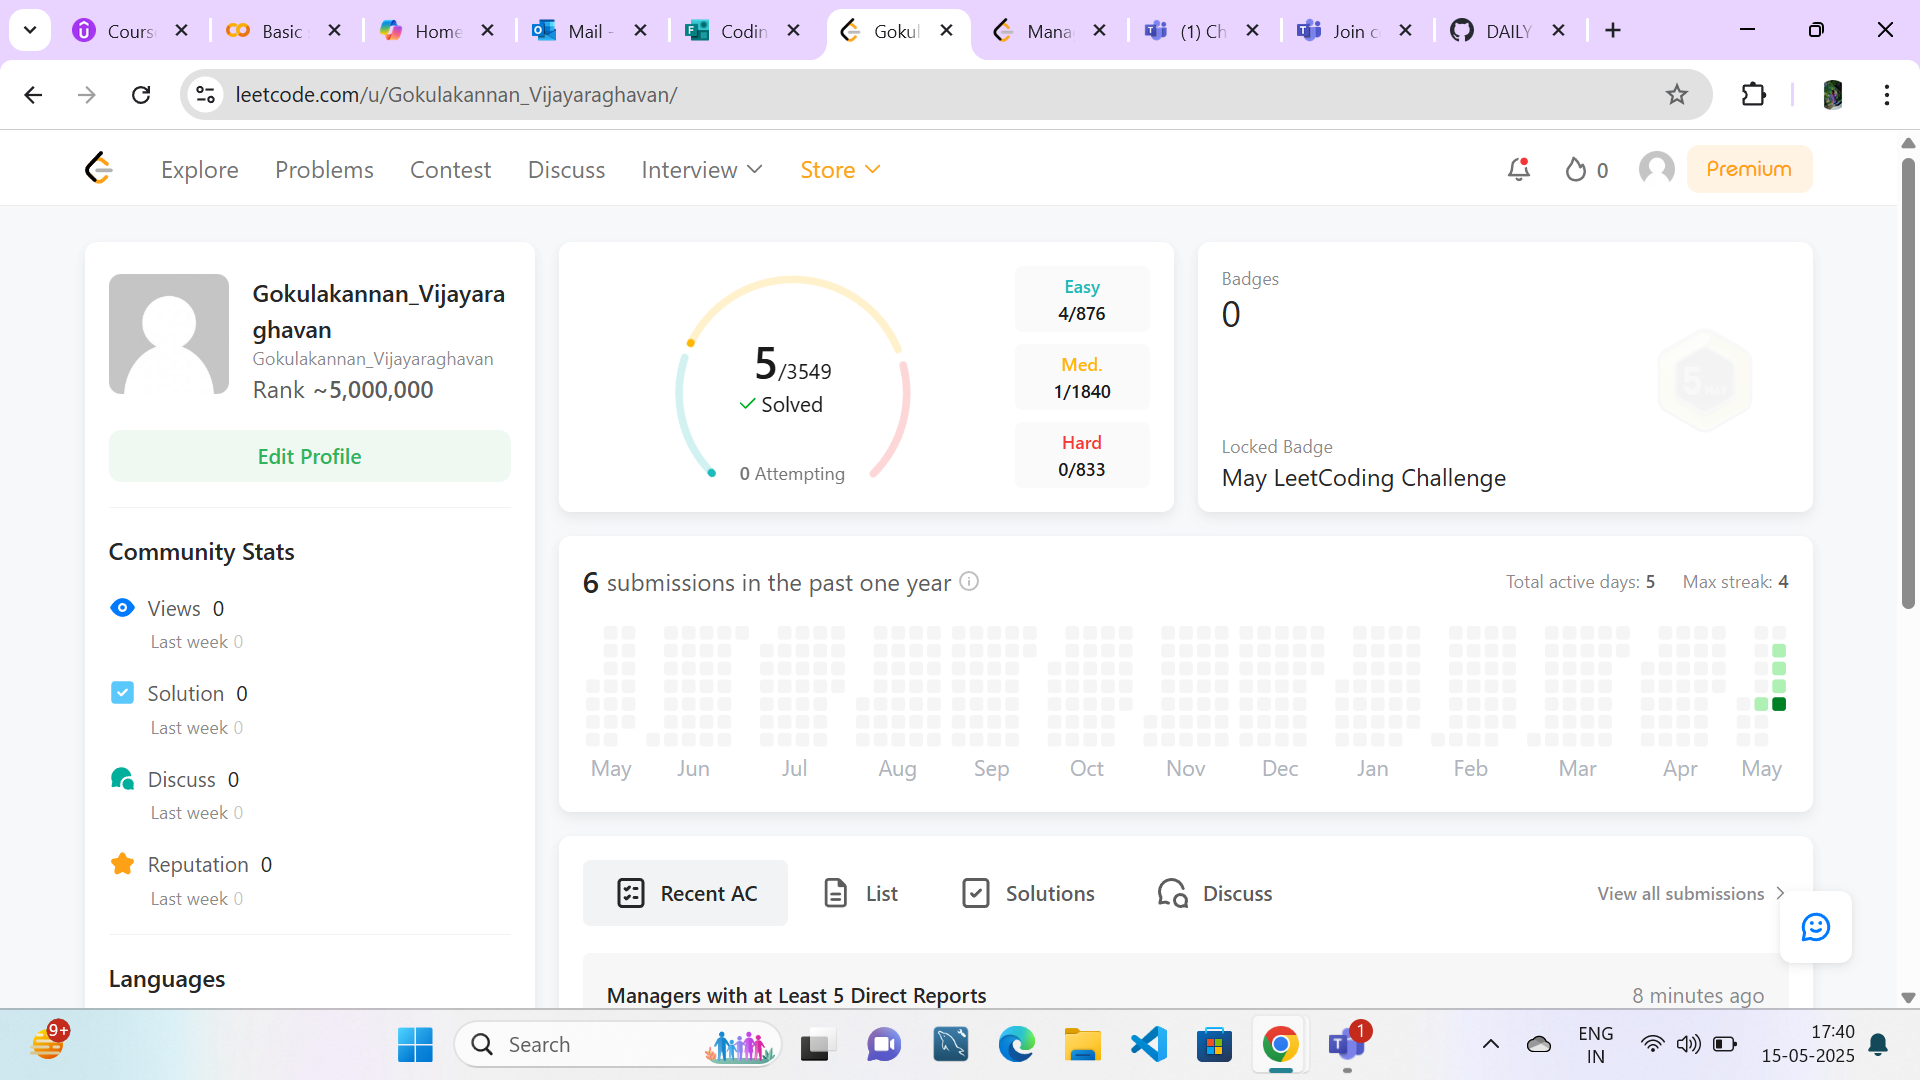 Cours
Basic
Home
Mail -
Codin
Gokul
Mana
(1) Ch
Join c
DAILY
leetcode.com/u/Gokulakannan_Vijayaraghavan/
Explore
Problems
Contest
Discuss
Interview
Store
0
Premium
Gokulakannan_Vijayara
ghavan
Gokulakannan_Vijayaraghavan
Rank ~5,000,000
Edit Profile
Community Stats
Views 0
Last week 0
Solution 0
Last week 0
Discuss 0
Last week 0
Reputation 0
Last week 0
Languages
5/3549
Solved
0 Attempting
Easy
4/876
Med.
1/1840
Hard
0/833
Badges
0
Locked Badge
May LeetCoding Challenge
6 submissions in the past one year
Total active days: 5
Max streak: 4
May Jun Jul Aug Sep Oct Nov Dec Jan Feb Mar Apr May
Recent AC
List
Solutions
Discuss
View all submissions
Managers with at Least 5 Direct Reports
8 minutes ago
9+
Search
1
ENG
IN
17:40
15-05-2025